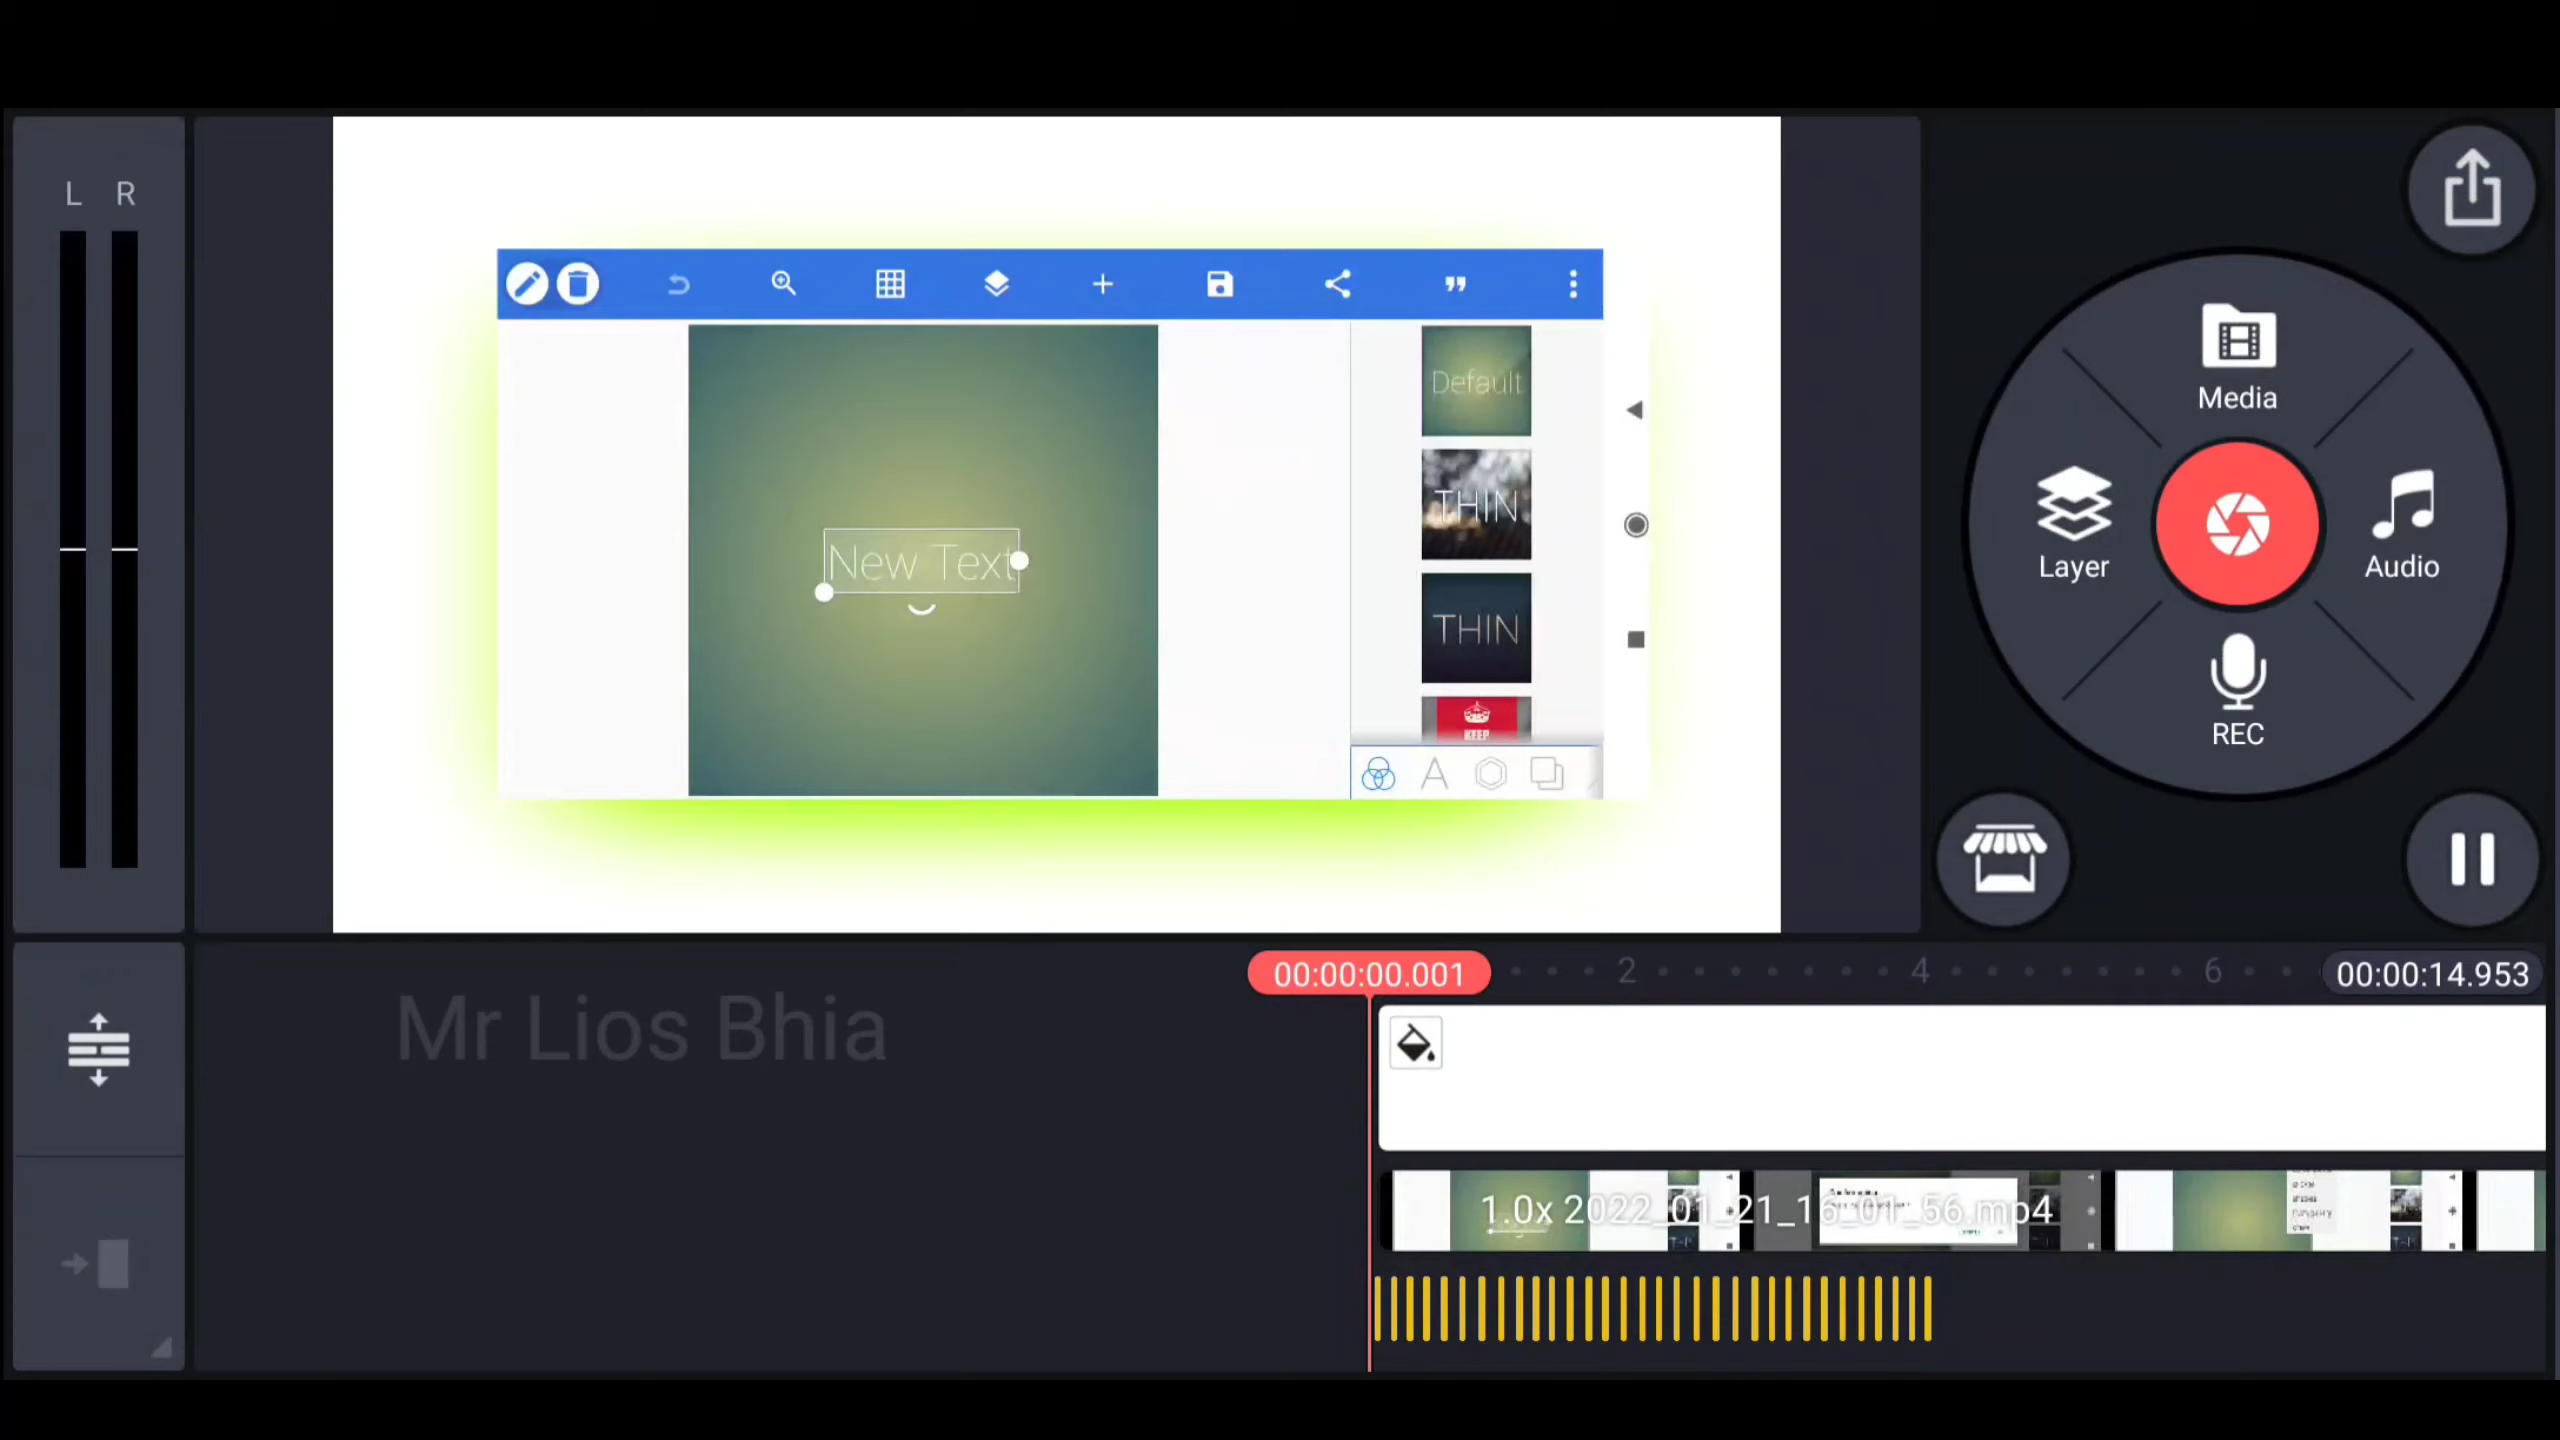 L R
Default
New Text
THIN
THIN
KEEP
Media
Layer
Audio
REC
00:00:00.001
2
4
6
00:00:14.953
Mr Lios Bhia
1.0x 2022_01_21_16_01_56.mp4